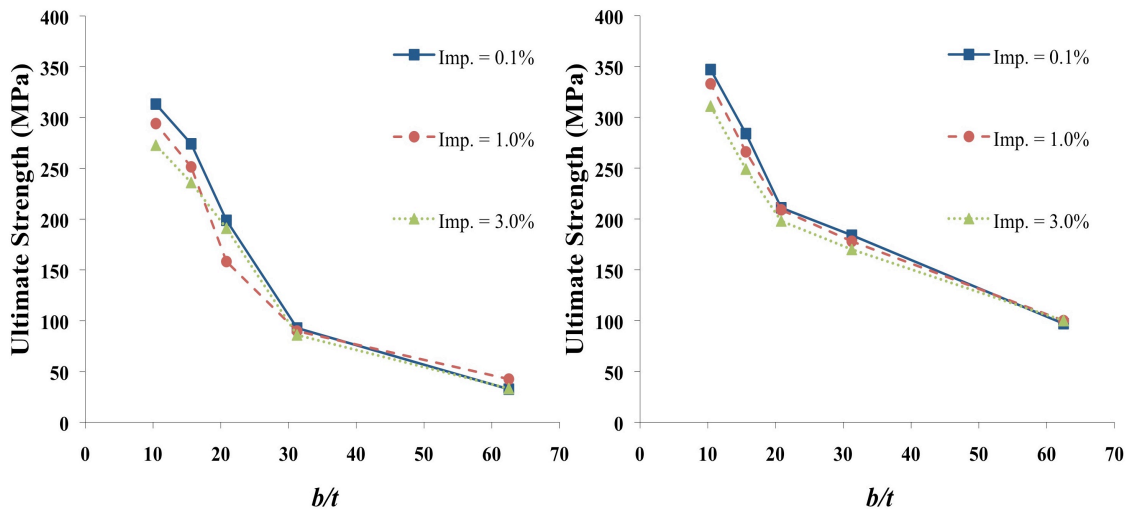 400
350
300
250
200
150
100
50
0
Ultimate Strength (MPa)
Imp. = 0.1%
Imp. = 1.0%
Imp. = 3.0%
0 10 20 30 40 50 60 70
b/t
400
350
300
250
200
150
100
50
0
Ultimate Strength (MPa)
Imp. = 0.1%
Imp. = 1.0%
Imp. = 3.0%
0 10 20 30 40 50 60 70
b/t